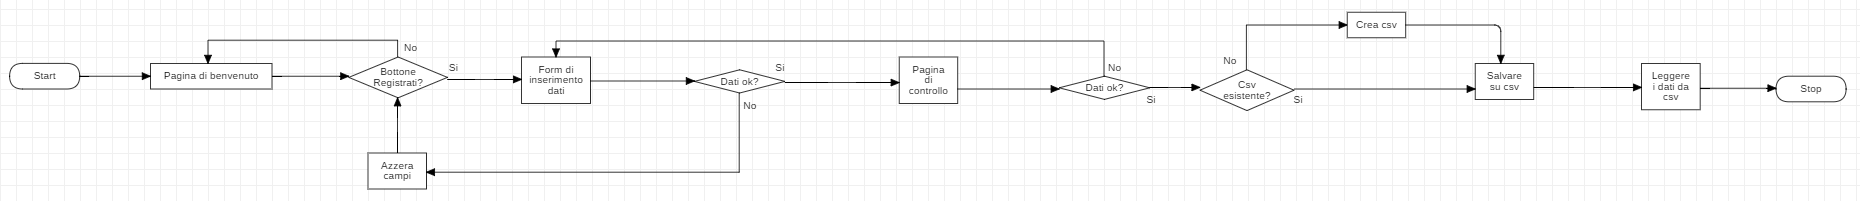 Start
Pagina di benvenuto
No
Bottone
Registrati?
Si
Azzera
campi
Form di
inserimento
dati
Si
Dati ok?
No
Pagina
di
controllo
No
Dati ok?
Si
No
Csv
esistente?
Si
Crea csv
Salvare
su csv
Leggere
i dati da
csv
Stop